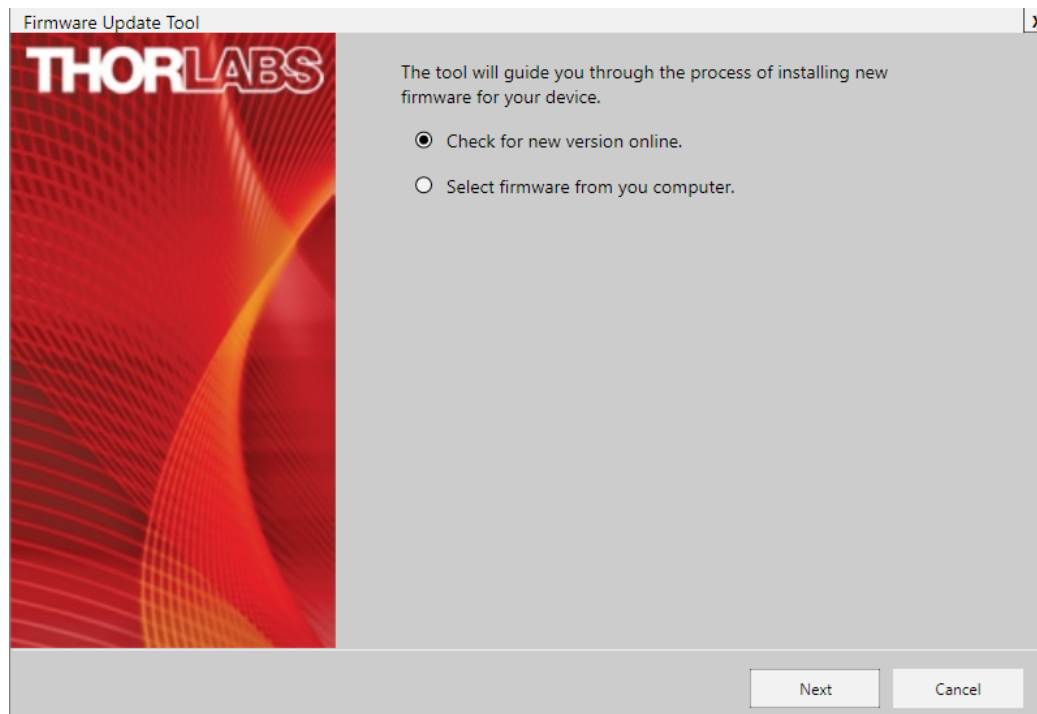 Firmware Update Tool
THORLABS
The tool will guide you through the process of installing new
firmware for your device.
Check for new version online.
Select firmware from you computer.
Next
Cancel